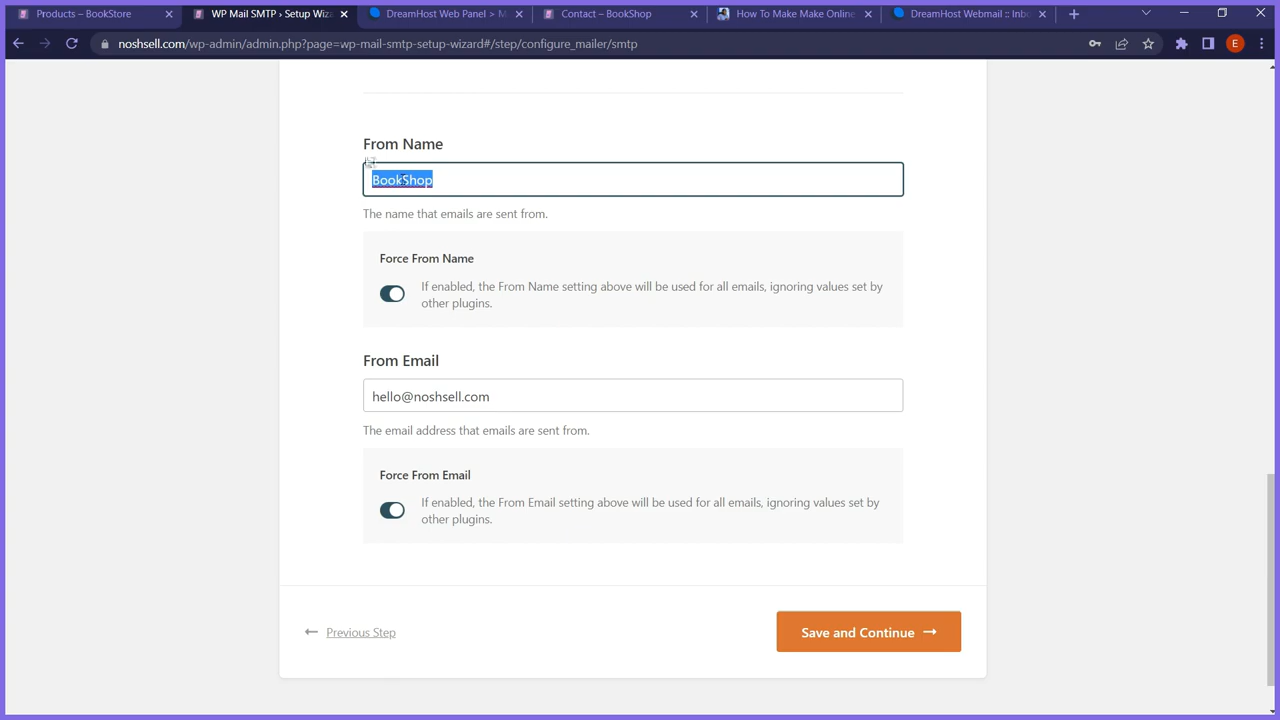 Products – BookStore
WP Mail SMTP › Setup Wiza
DreamHost Web Panel > M
Contact – BookShop
How To Make Make Online
DreamHost Webmail :: Inb
noshsell.com/wp-admin/admin.php?page=wp-mail-smtp-setup-wizard#/step/configure_mailer/smtp
E
From Name
BookShop
The name that emails are sent from.
Force From Name
If enabled, the From Name setting above will be used for all emails, ignoring values set by
other plugins.
From Email
hello@noshsell.com
The email address that emails are sent from.
Force From Email
If enabled, the From Email setting above will be used for all emails, ignoring values set by
other plugins.
Previous Step
Save and Continue